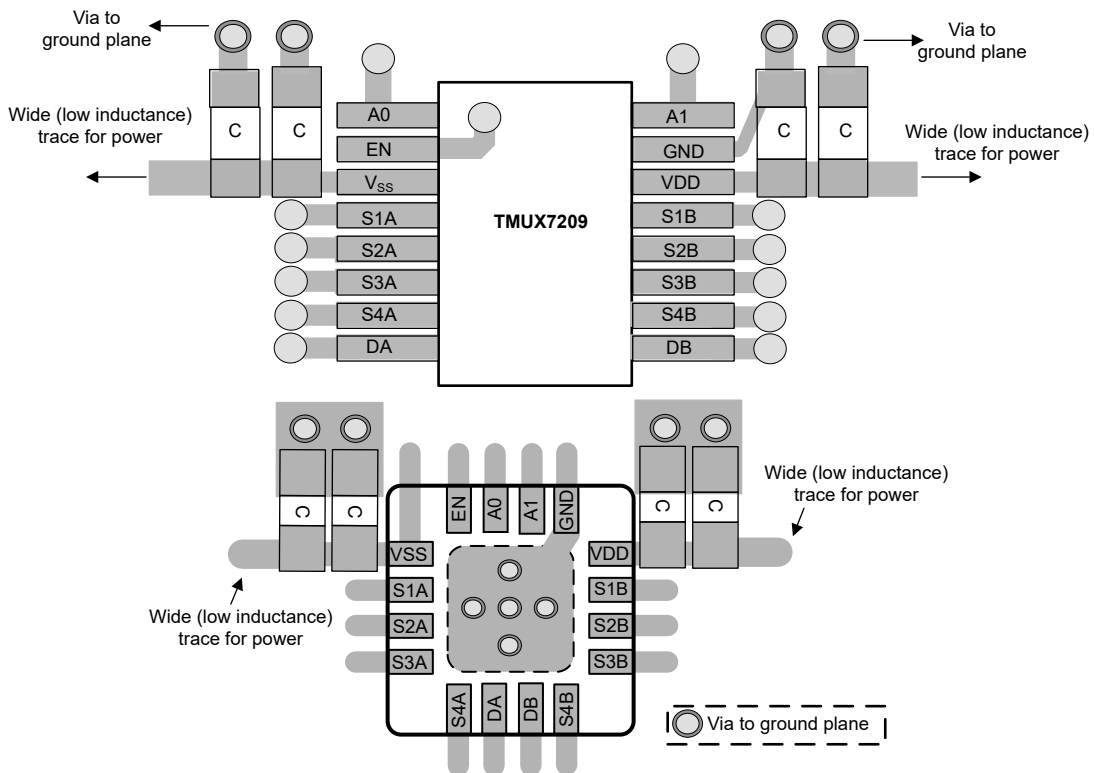 Via to
ground plane
Via to
ground plane
Wide (low inductance)
trace for power
Wide (low inductance)
trace for power
C
C
C
C
A0
EN
VSS
S1A
S2A
S3A
S4A
DA
TMUX7209
A1
GND
VDD
S1B
S2B
S3B
S4B
DB
C
C
C
C
Wide (low inductance)
trace for power
EN
A0
A1
GND
VSS
S1A
S2A
S3A
VDD
S1B
S2B
S3B
Wide (low inductance)
trace for power
S4A
DA
DB
S4B
Via to ground plane